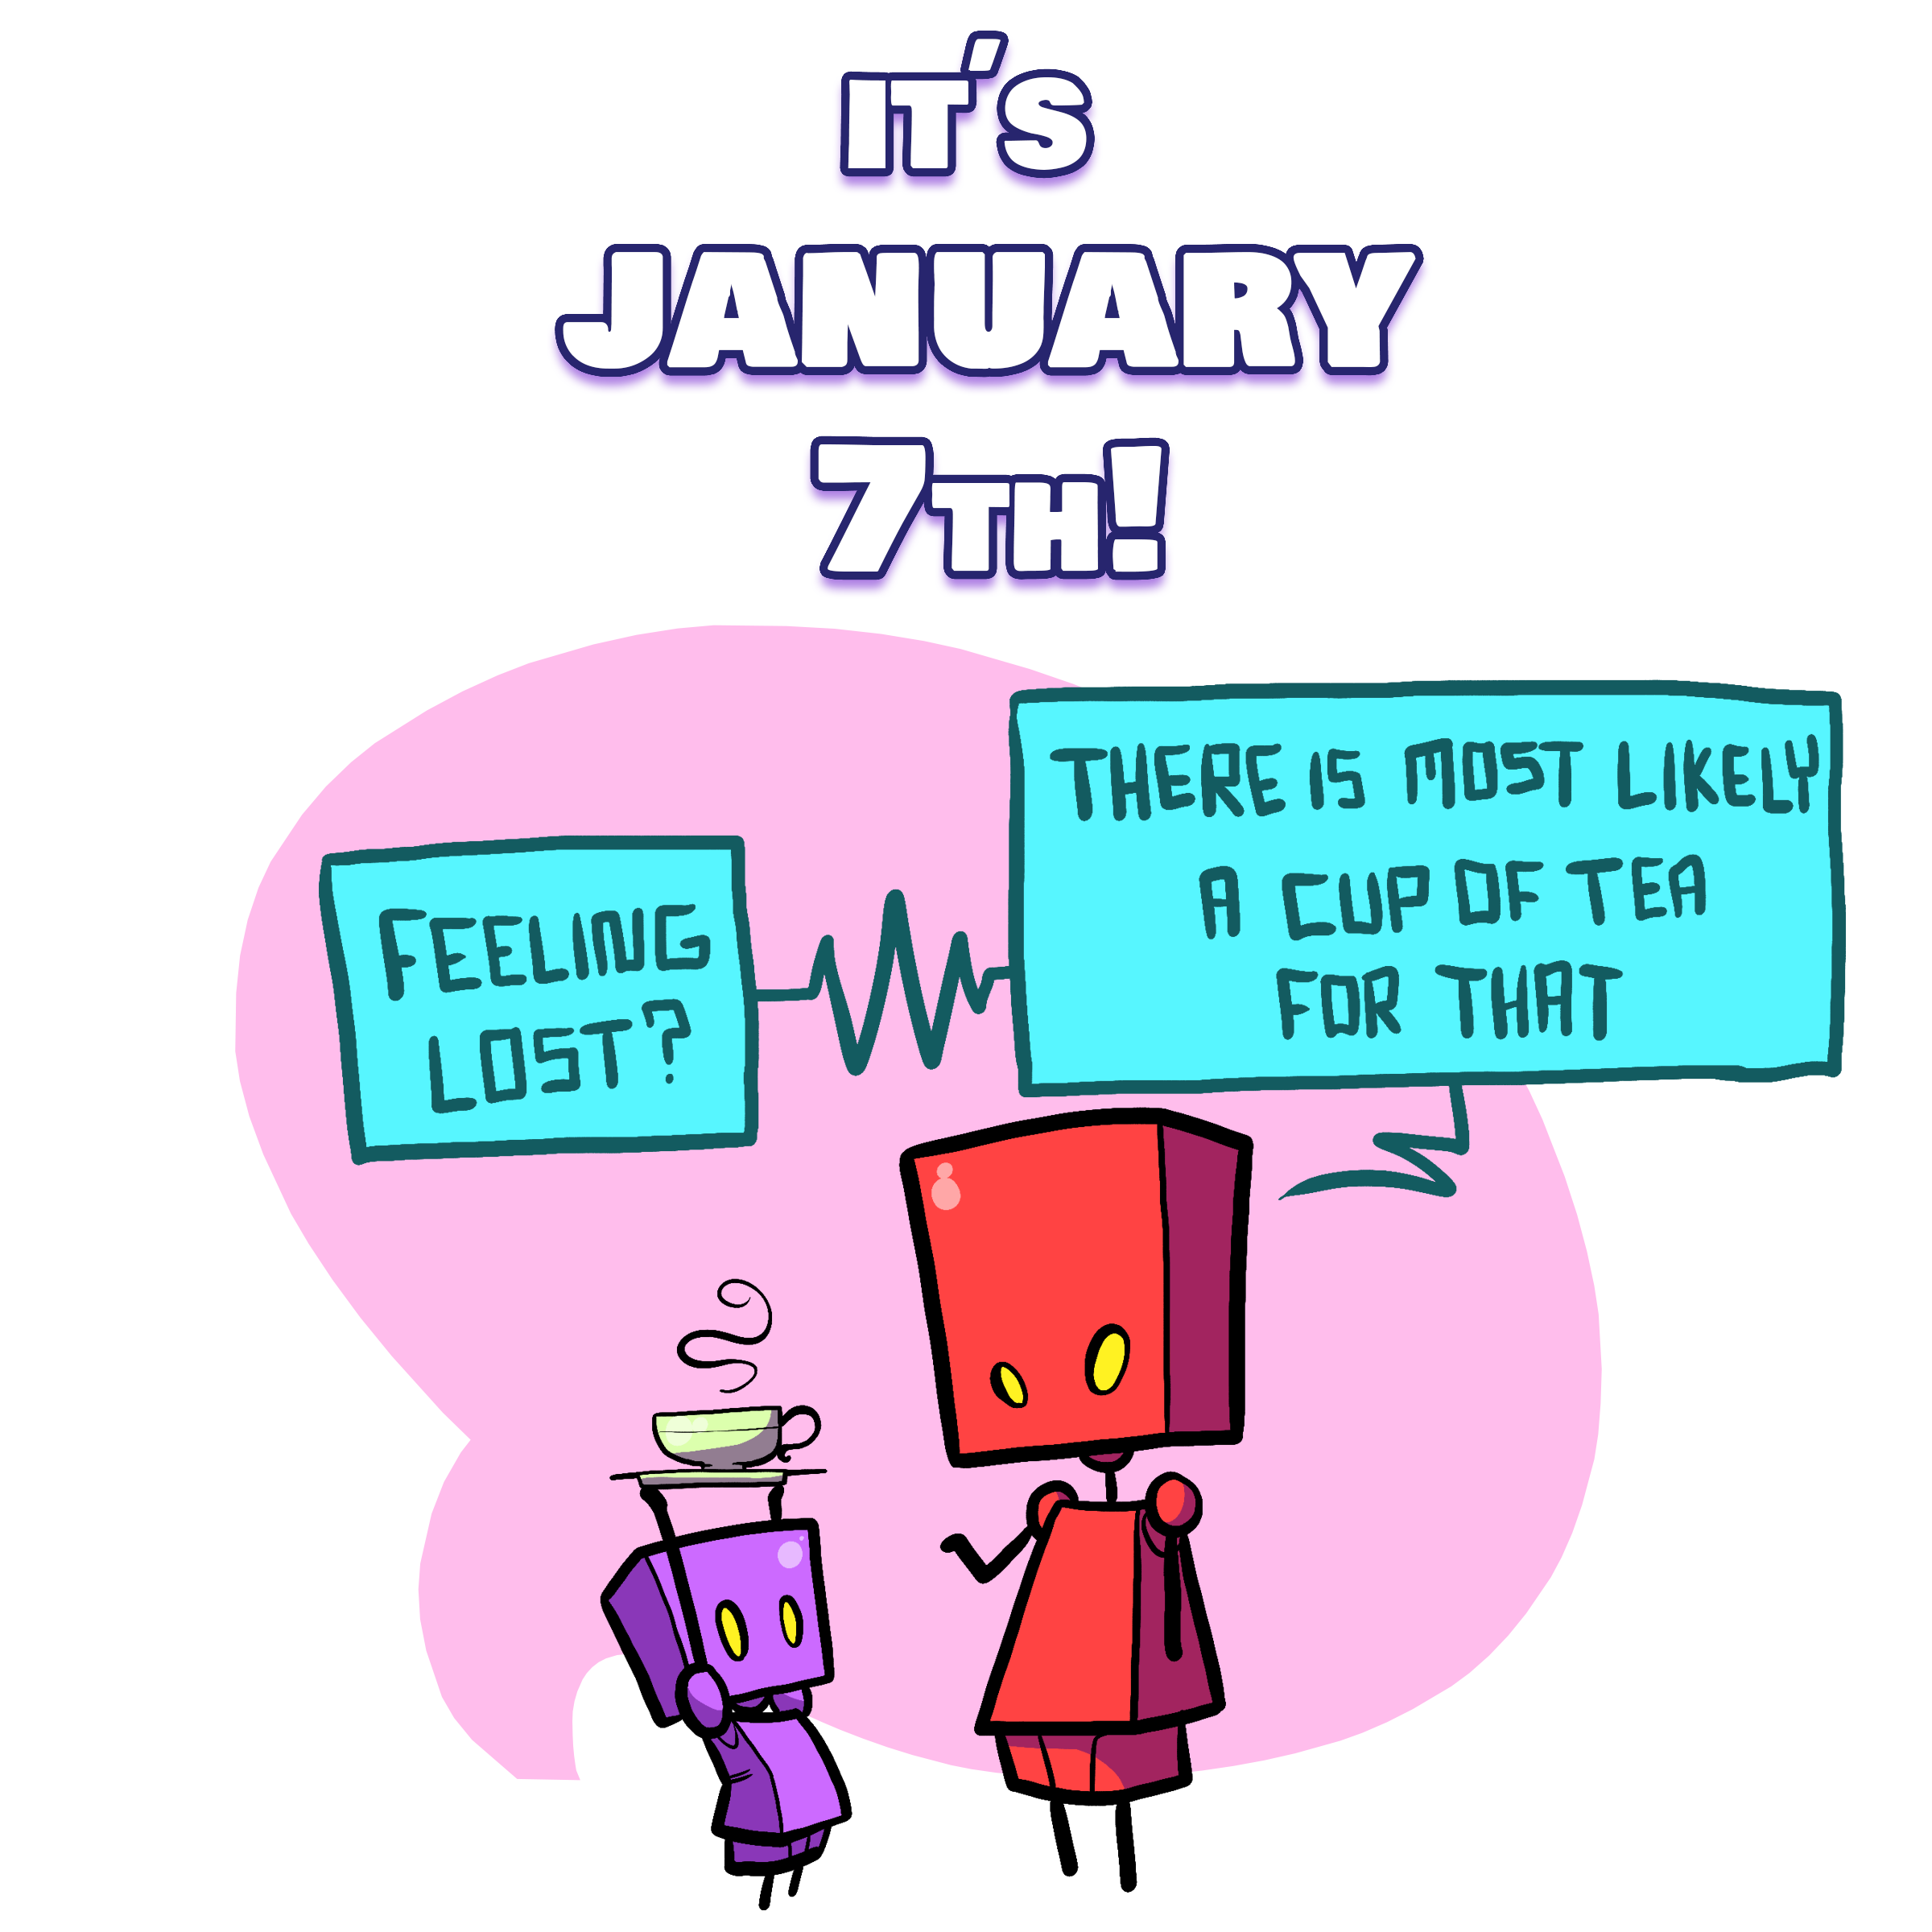 IT'S
JANUARY
7TH!
FEELING
LOST?
THERE IS MOST LIKELY
A CUP OF TEA
FOR THAT